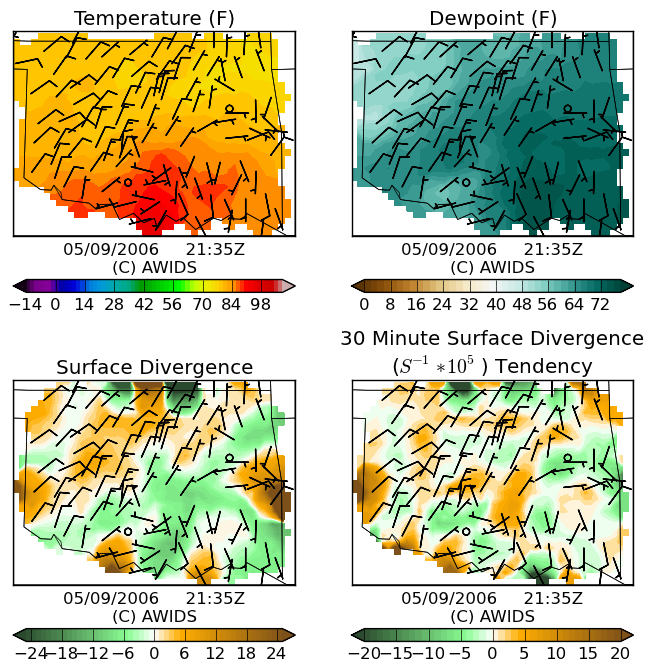 Temperature (F)
05/09/2006 21:35Z
(C) AWIDS
−14 0 14 28 42 56 70 84 98
Dewpoint (F)
05/09/2006 21:35Z
(C) AWIDS
0 8 16 24 32 40 48 56 64 72
Surface Divergence
05/09/2006 21:35Z
(C) AWIDS
−24 −18 −12 −6 0 6 12 18 24
30 Minute Surface Divergence
(S⁻¹ *10⁵ ) Tendency
05/09/2006 21:35Z
(C) AWIDS
−20 −15 −10 −5 0 5 10 15 20